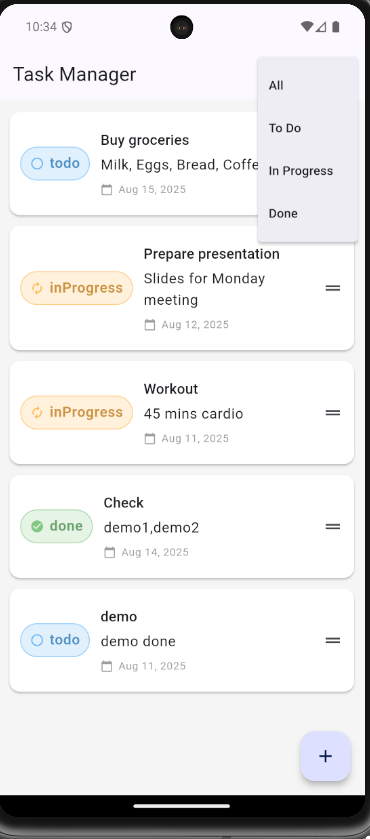 10:34
Task Manager
All
To Do
In Progress
Done
Buy groceries
todo
Milk, Eggs, Bread, Coffe
Aug 15, 2025
Prepare presentation
inProgress
Slides for Monday
meeting
Aug 12, 2025
Workout
inProgress
45 mins cardio
Aug 11, 2025
Check
done
demo1,demo2
Aug 14, 2025
demo
todo
demo done
Aug 11, 2025
+